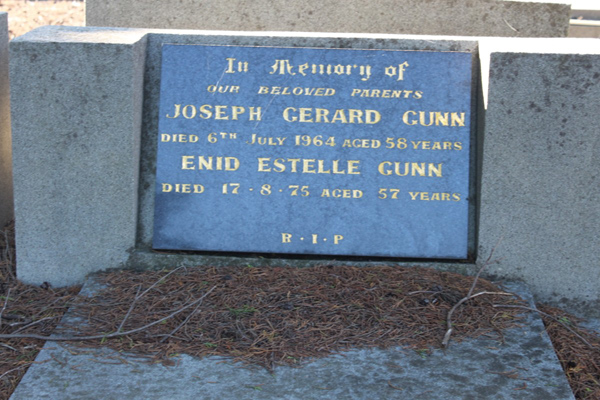 In Memory of
OUR BELOVED PARENTS
JOSEPH GERARD GUNN
DIED 6TH JULY 1964 AGED 58 YEARS
ENID ESTELLE GUNN
DIED 17·8·75 AGED 57 YEARS
R·I·P